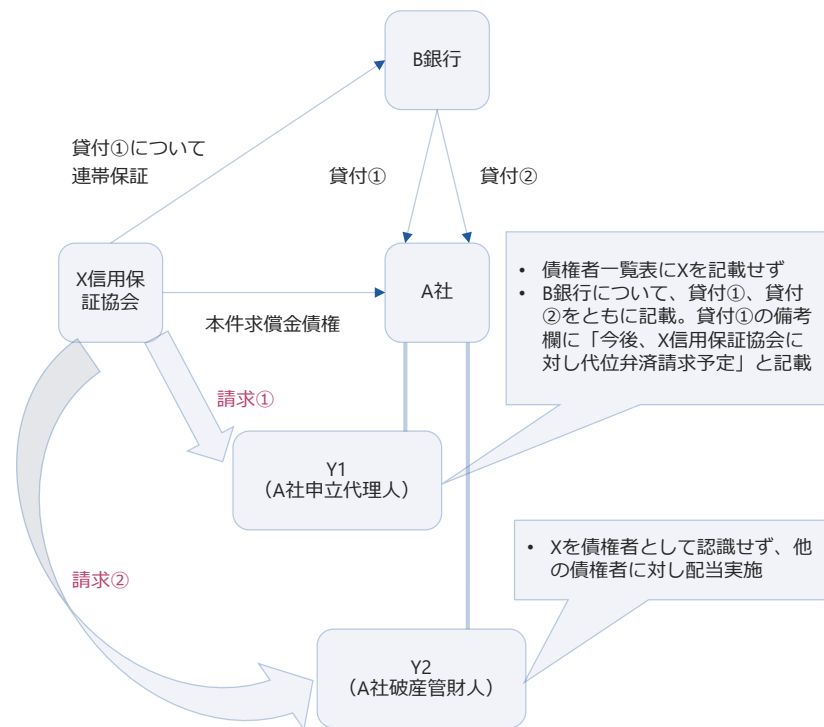 B銀行
貸付①について
連帯保証
貸付①
貸付②
X信用保
証協会
A社
本件求償金債権
• 債権者一覧表にXを記載せず
• B銀行について、貸付①、貸付
②をともに記載。貸付①の備考
欄に「今後、X信用保証協会に
対し代位弁済請求予定」と記載
請求①
Y1
（A社申立代理人）
• Xを債権者として認識せず、他
の債権者に対し配当実施
請求②
Y2
（A社破産管財人）